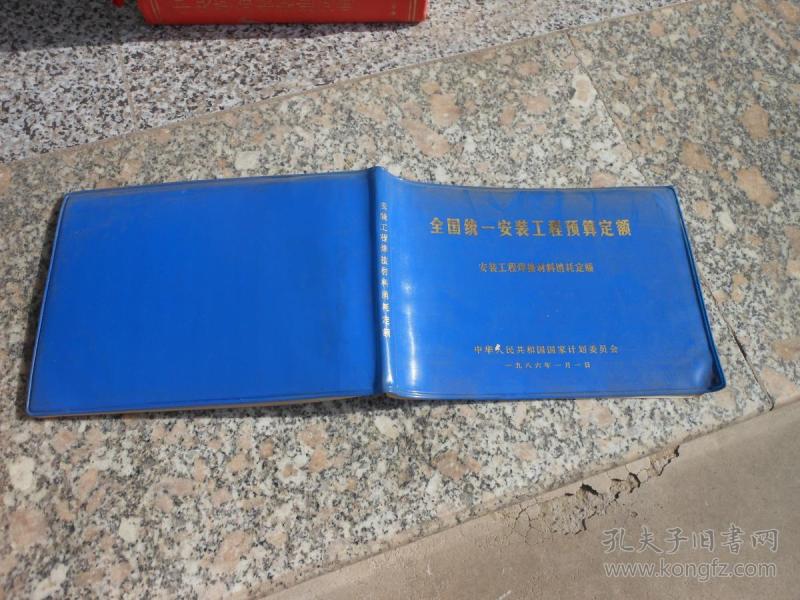 全国统一安装工程预算定额
安装工程焊接材料消耗定额
中华人民共和国国家计划委员会
一九八六年一月一日
安装工程焊接材料消耗定额
孔夫子旧书网
www.kongfz.com